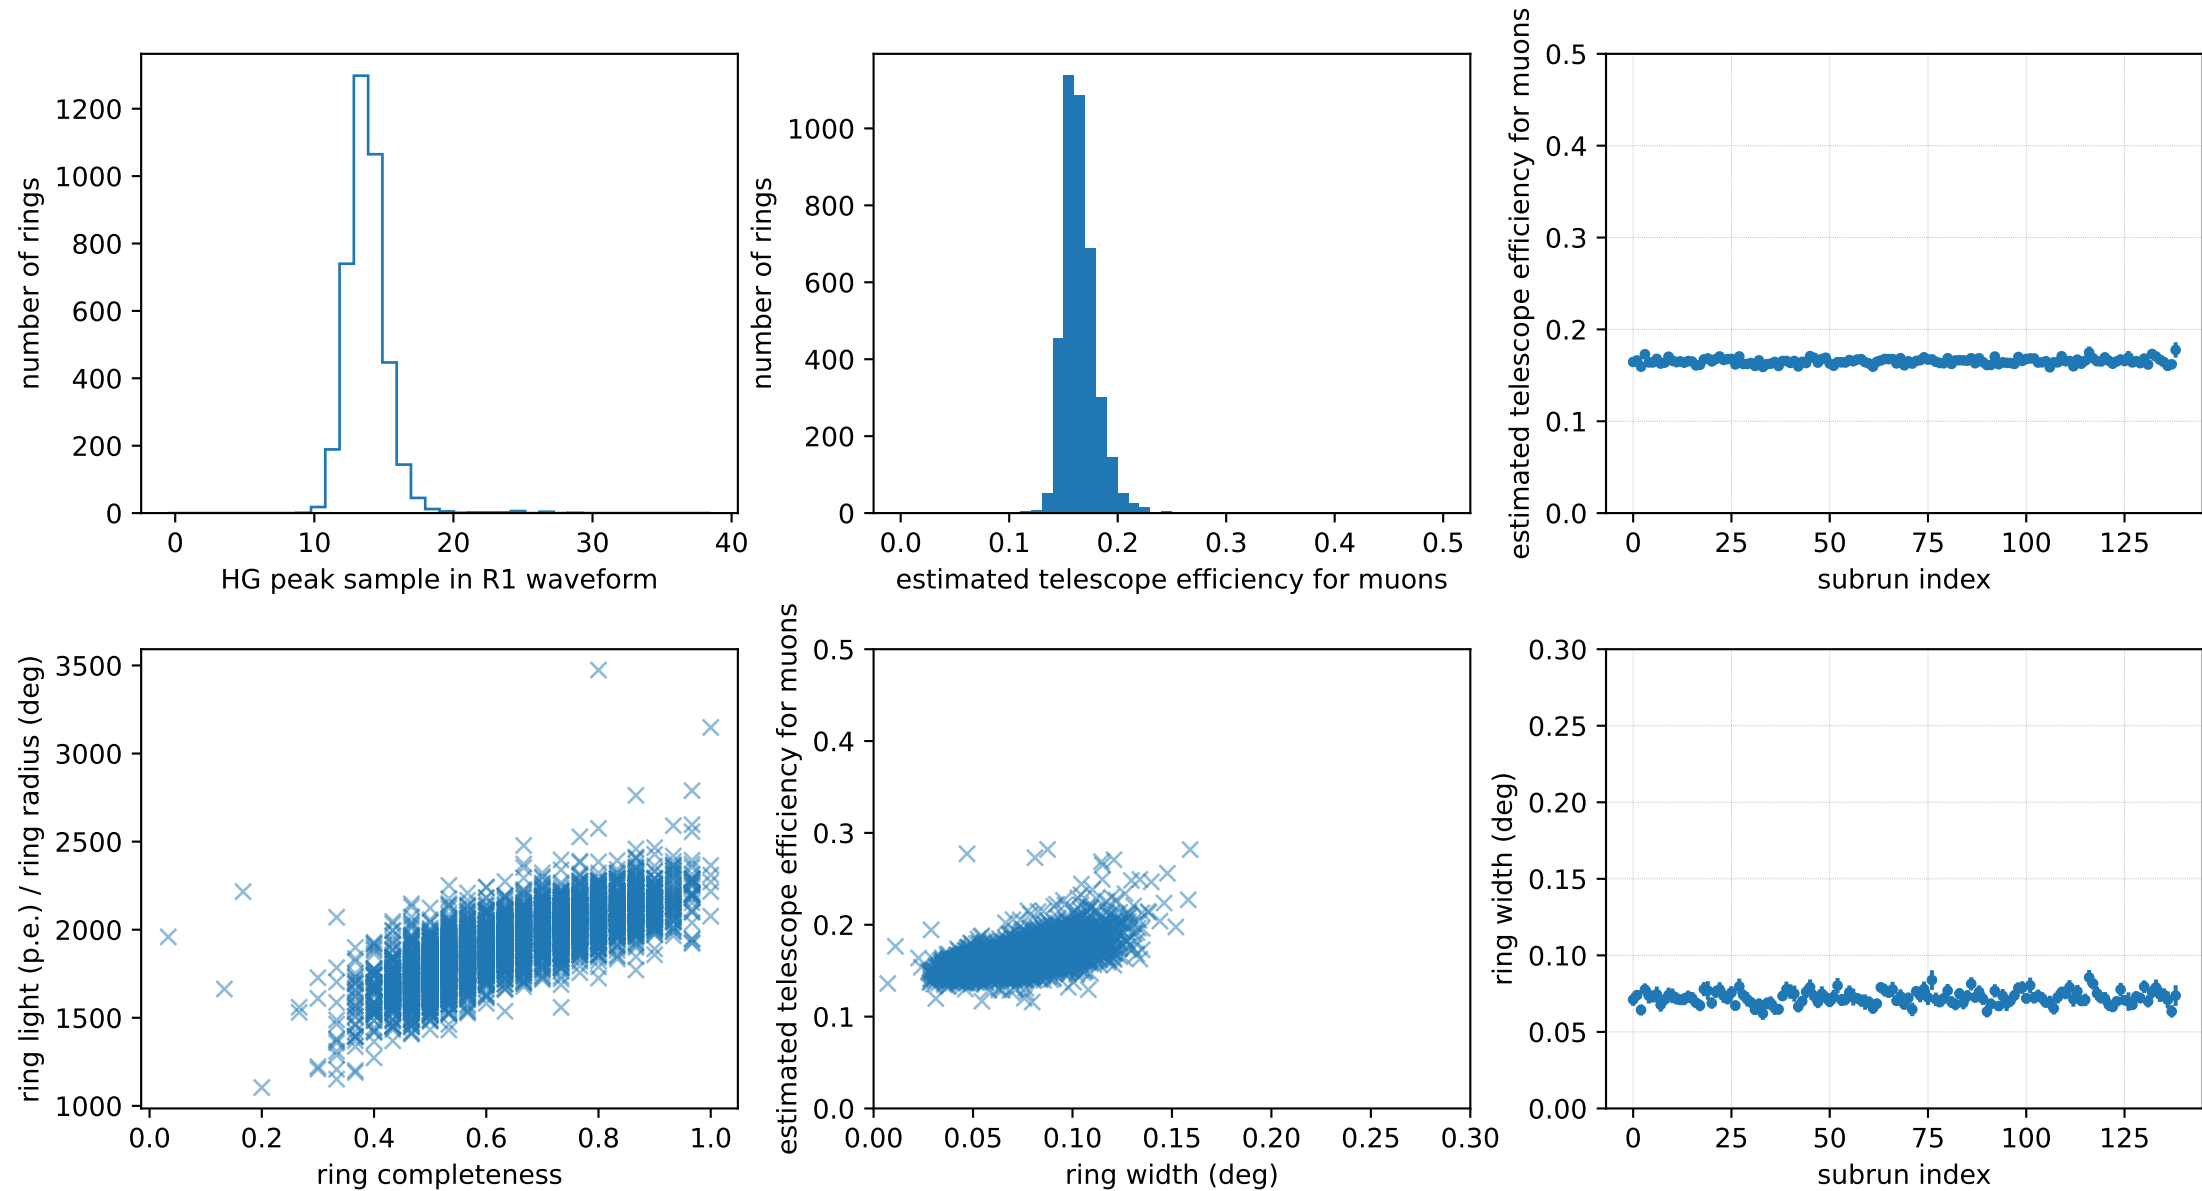 number of rings
1200
1000
800
600
400
200
0
0 10 20 30 40
HG peak sample in R1 waveform
number of rings
1000
800
600
400
200
0
0.0 0.1 0.2 0.3 0.4 0.5
estimated telescope efficiency for muons
estimated telescope efficiency for muons
0.5
0.4
0.3
0.2
0.1
0.0
0 25 50 75 100 125
subrun index
ring light (p.e.) / ring radius (deg)
3500
3000
2500
2000
1500
1000
0.0 0.2 0.4 0.6 0.8 1.0
ring completeness
estimated telescope efficiency for muons
0.5
0.4
0.3
0.2
0.1
0.0
0.00 0.05 0.10 0.15 0.20 0.25 0.30
ring width (deg)
ring width (deg)
0.30
0.25
0.20
0.15
0.10
0.05
0.00
0 25 50 75 100 125
subrun index